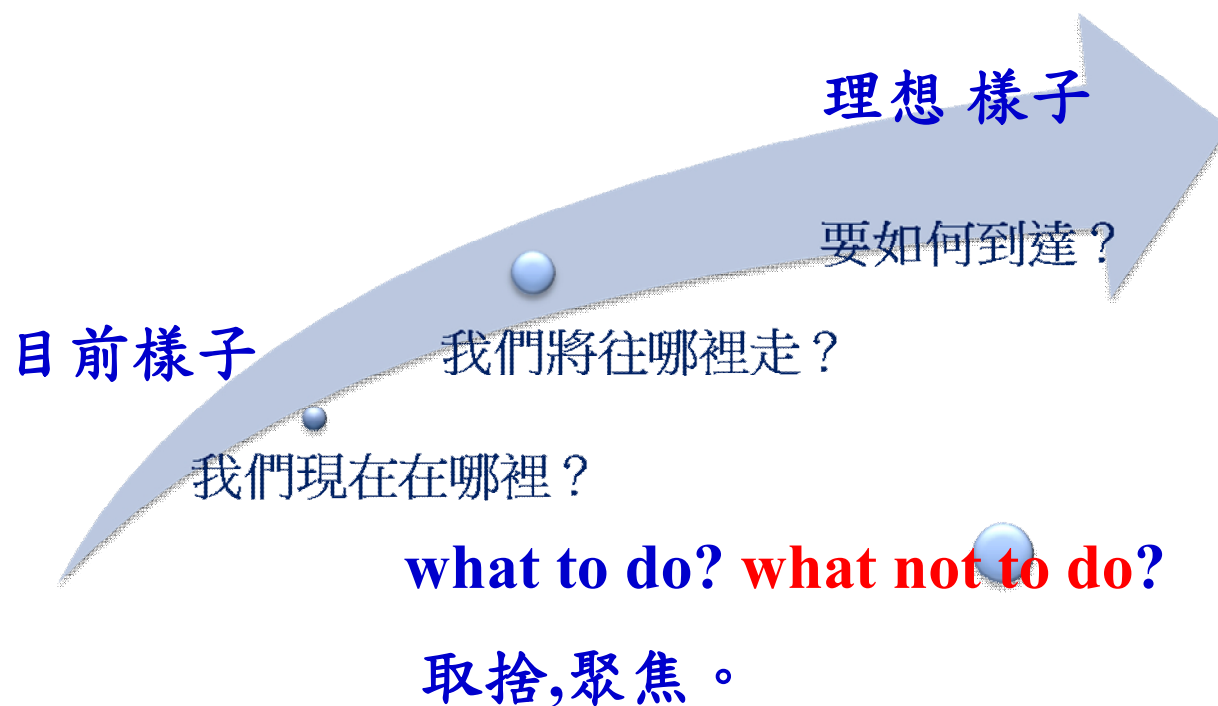 理想 樣子
要如何到達？
目前樣子
我們將往哪裡走？
我們現在在哪裡？
what to do? what not to do?
取捨,聚焦。